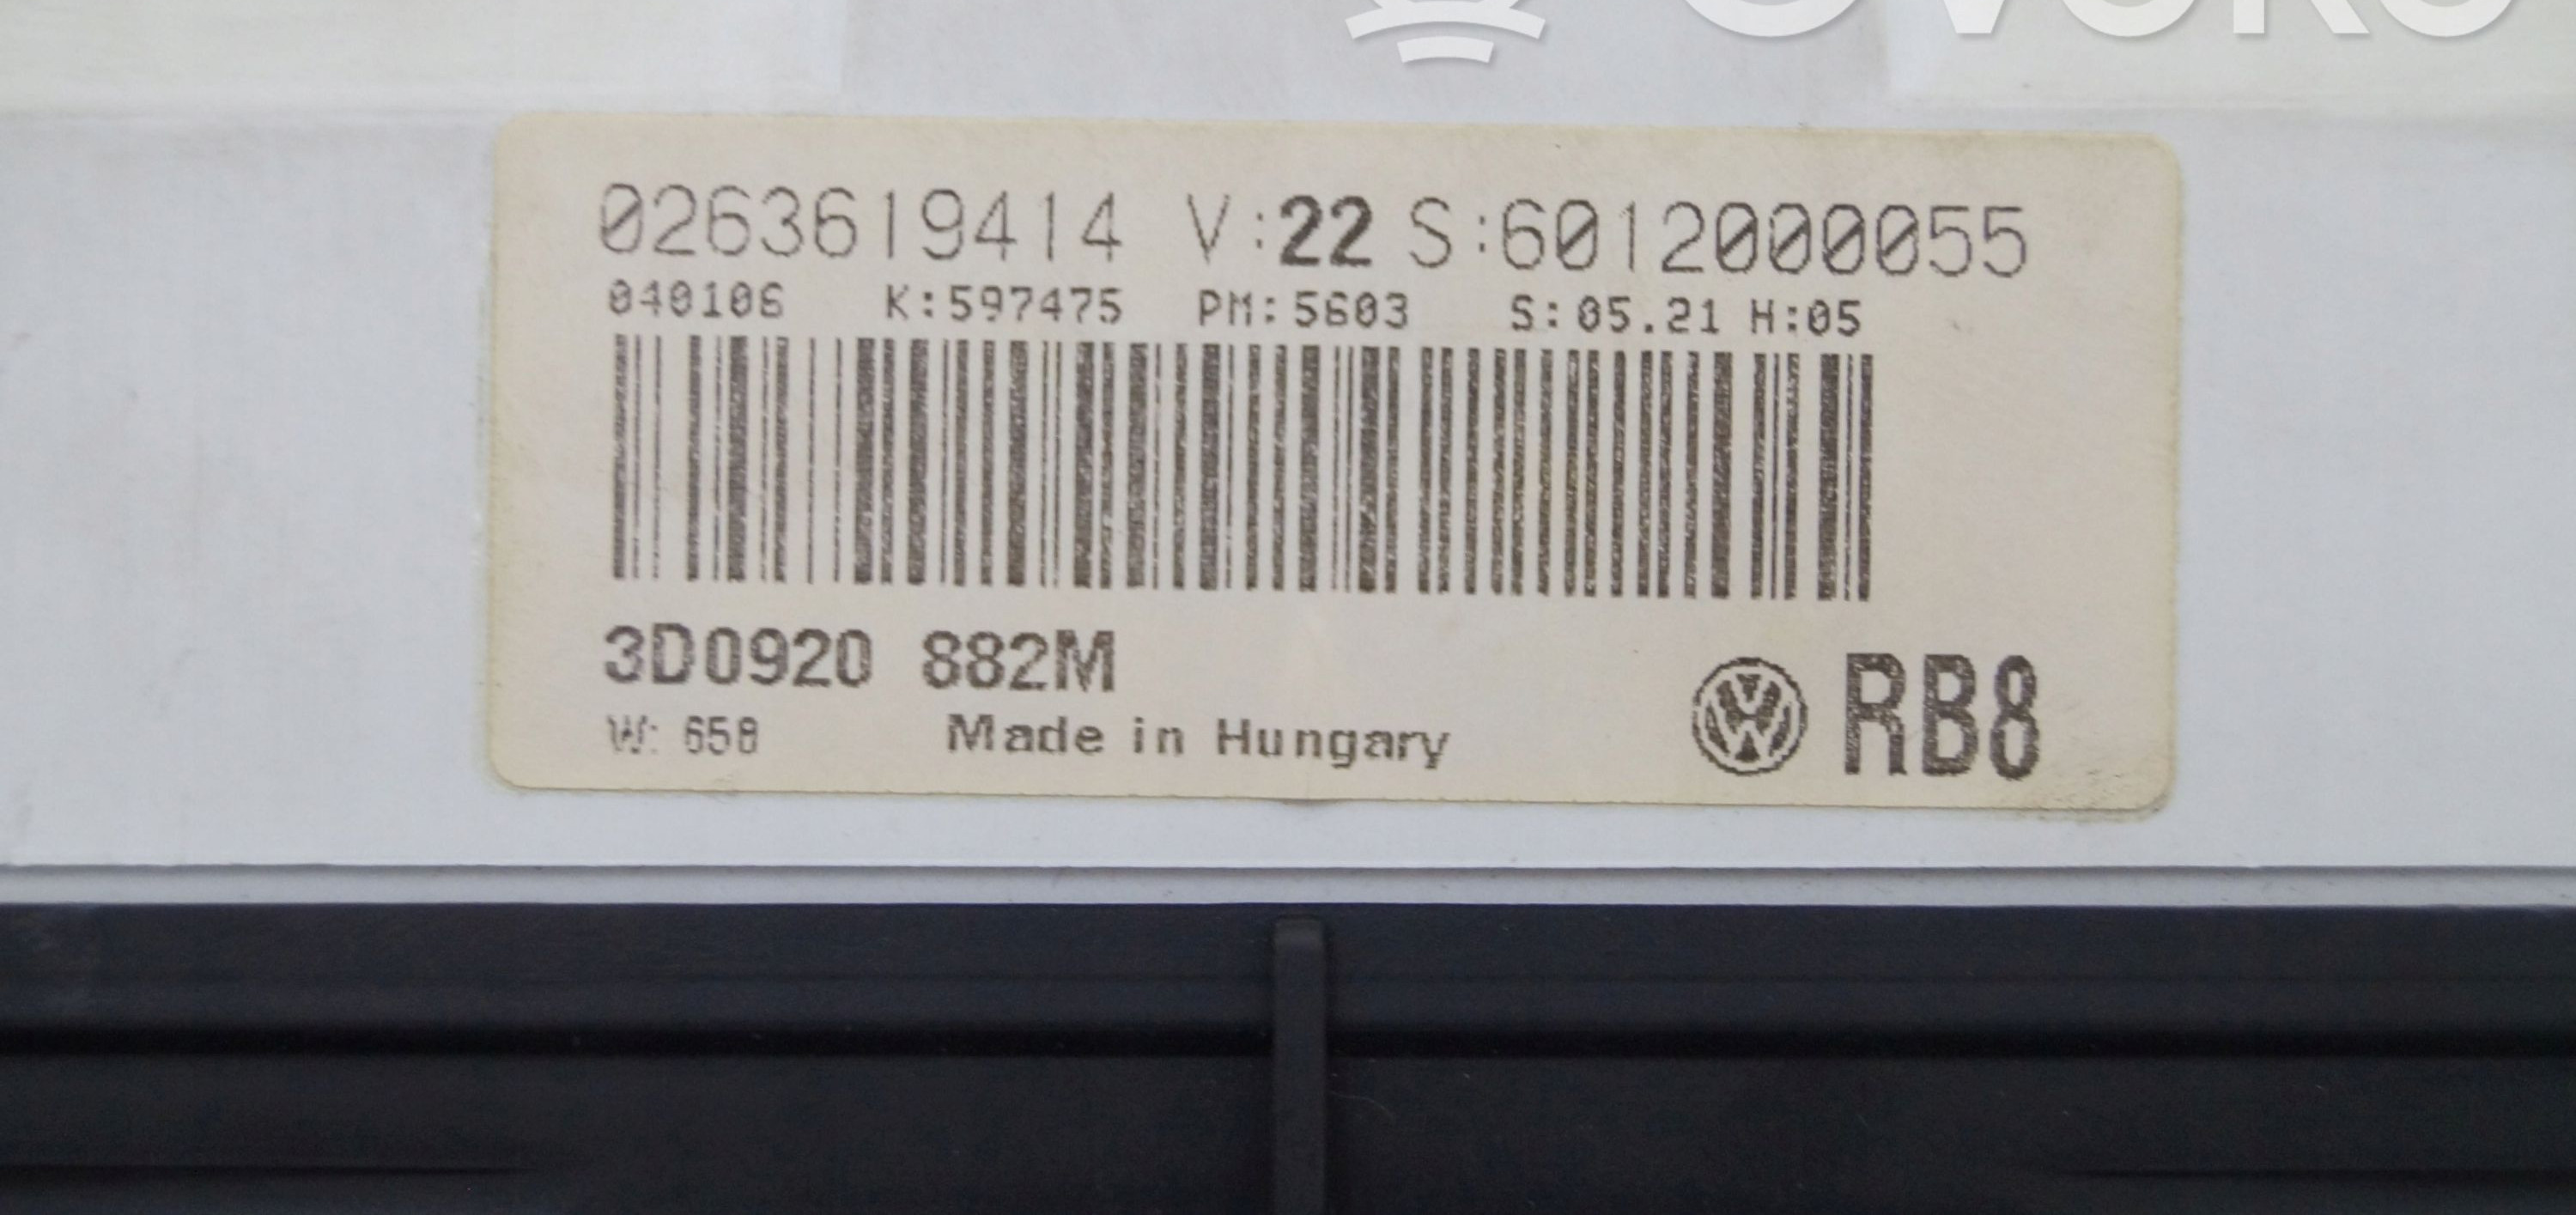 0263619414 V:22 S:6012000055
040106 K:597475 PM:5603 S:05.21 H:05
3D0920 882M
W: 658 Made in Hungary
RB8